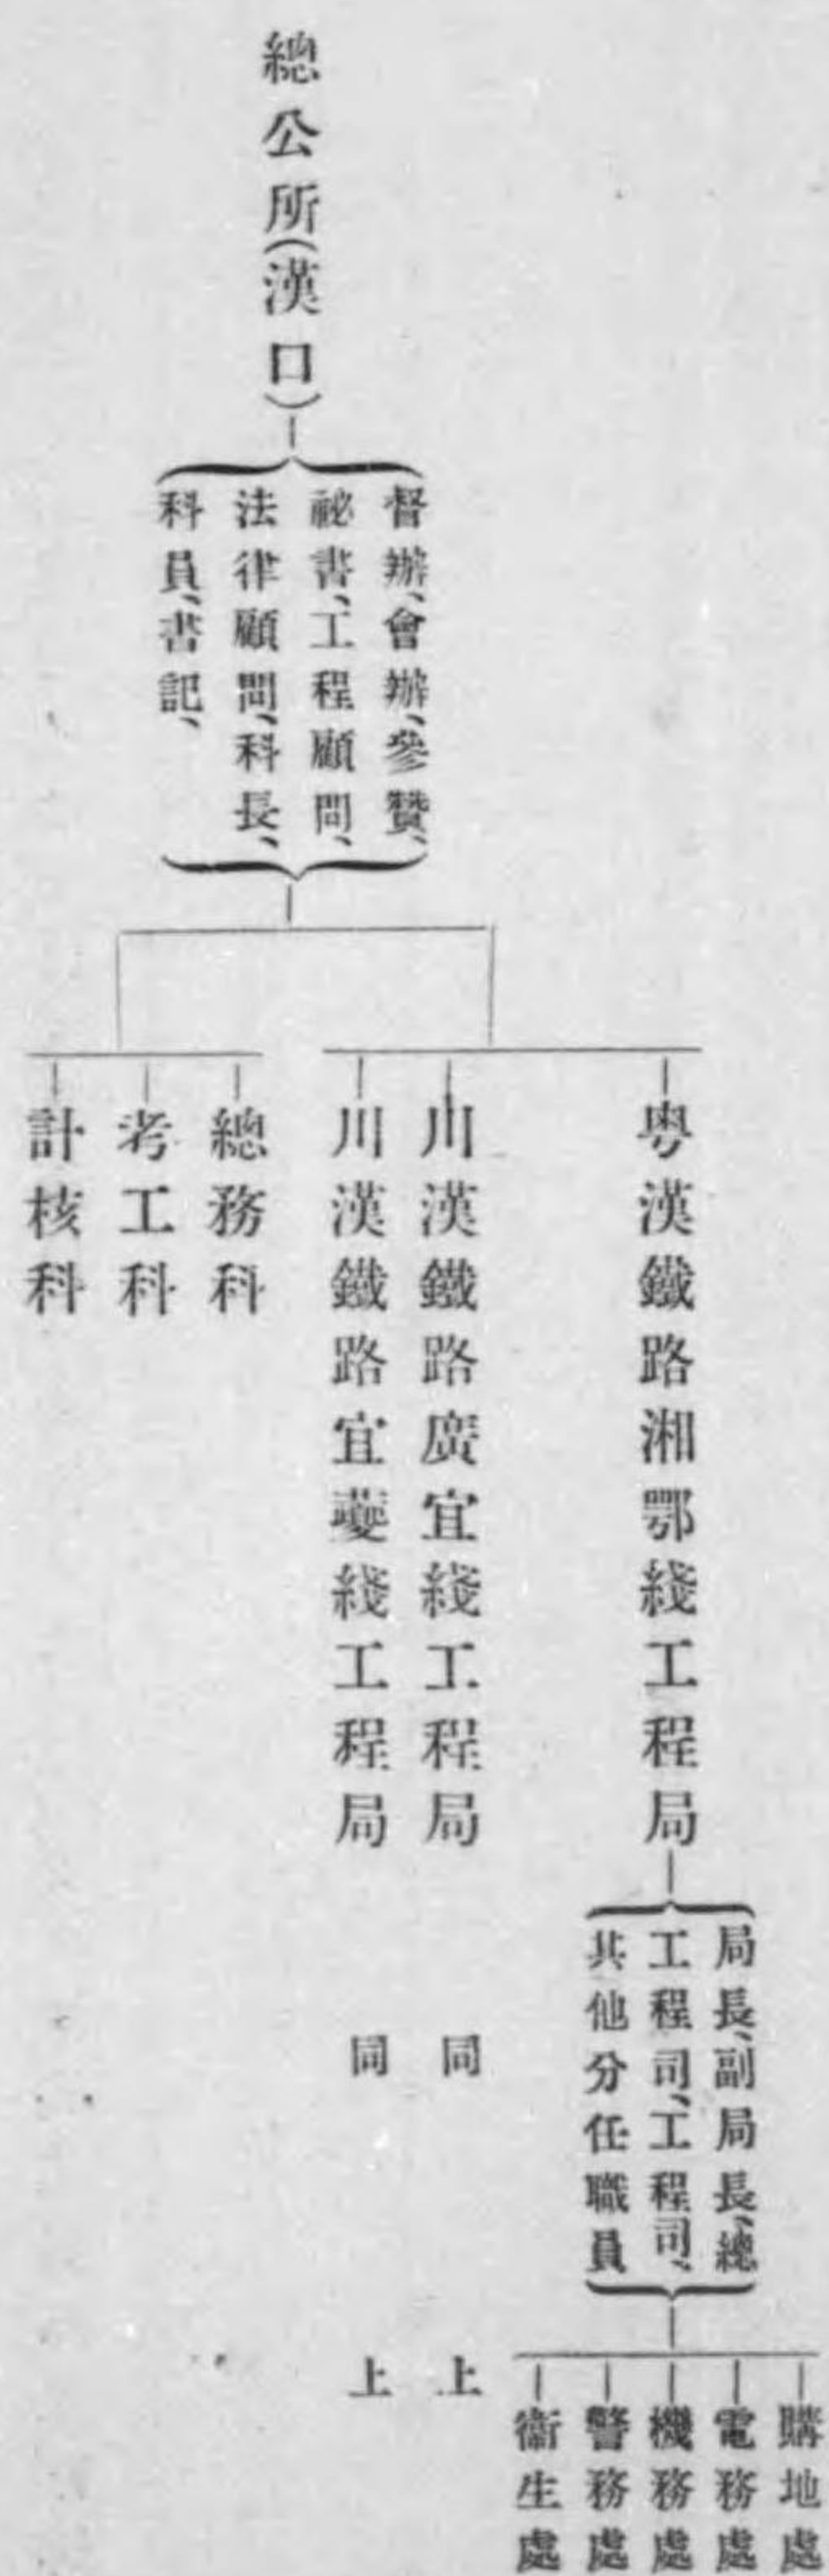 總公所(漢口)
督辦、會辦、參贊、
祕書、工程顧問、
法律顧問、科長、
科員、書記、
粵漢鐵路湘鄂綫工程局
局長、副局長、總
工程司、工程司、
其他分任職員
購地處
電務處
機務處
警務處
衞生處
川漢鐵路廣宜綫工程局 同上
川漢鐵路宜夔綫工程局 同上
總務科
考工科
計核科